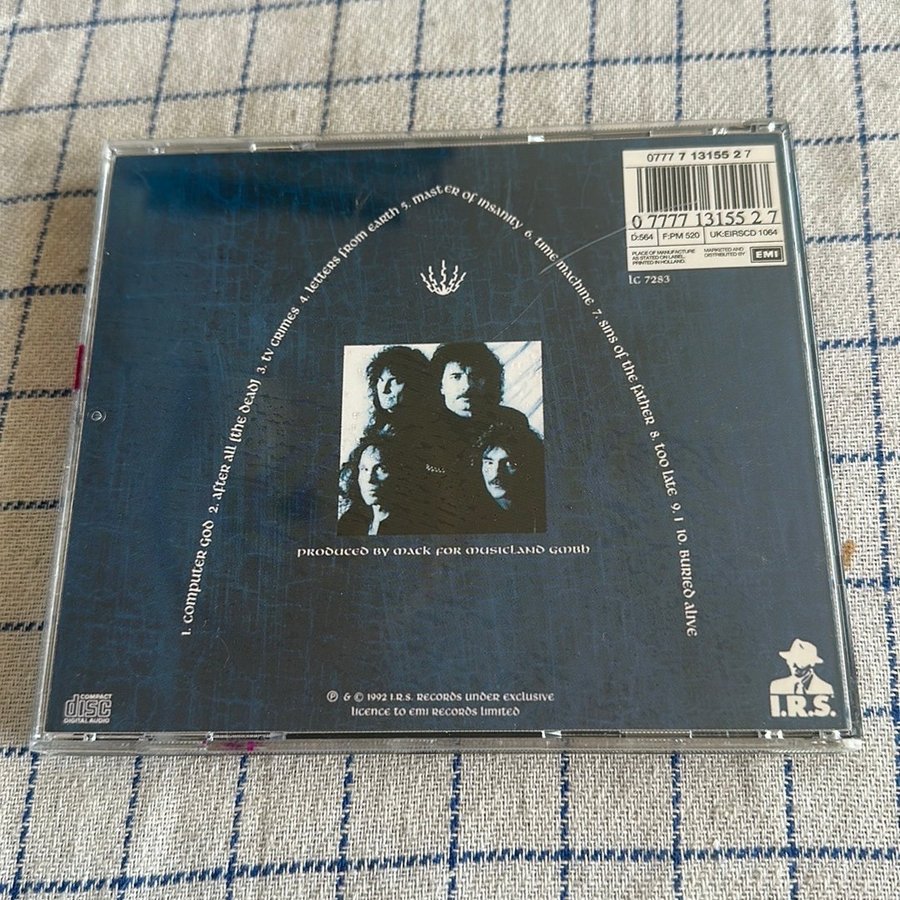 0777 7 13155 2 7
0 77777 13155 2 7
D:564 F:PM 520 UK:EIRSCD 1064
PLACE OF MANUFACTURE AS STATED ON LABEL. PRINTED IN HOLLAND.
MARKETED AND DISTRIBUTED BY EMI
LC 7283
1. COMPUTER GOD 2. AFTER ALL (THE DEAD) 3. TV CRIMES 4. LETTERS FROM EARTH 5. MASTER OF INSANITY 6. TIME MACHINE 7. SINS OF THE FATHER 8. TOO LATE 9. I 10. BURIED ALIVE
PRODUCED BY MACK FOR MUSICLAND GMBH
℗ & © 1992 I.R.S. RECORDS UNDER EXCLUSIVE
LICENCE TO EMI RECORDS LIMITED
COMPACT
disc
DIGITAL AUDIO
I.R.S.